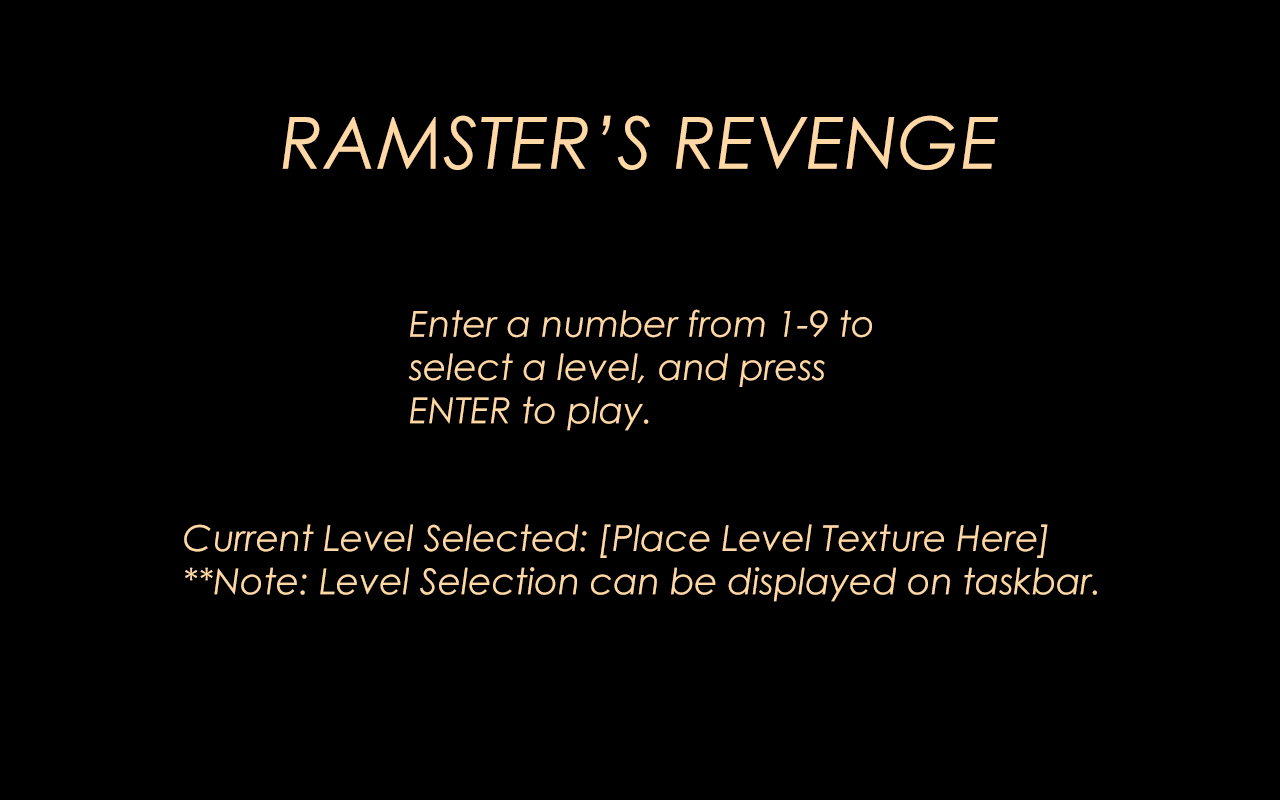 RAMSTER’S REVENGE
Enter a number from 1-9 to
select a level, and press
ENTER to play.
Current Level Selected: [Place Level Texture Here]
**Note: Level Selection can be displayed on taskbar.